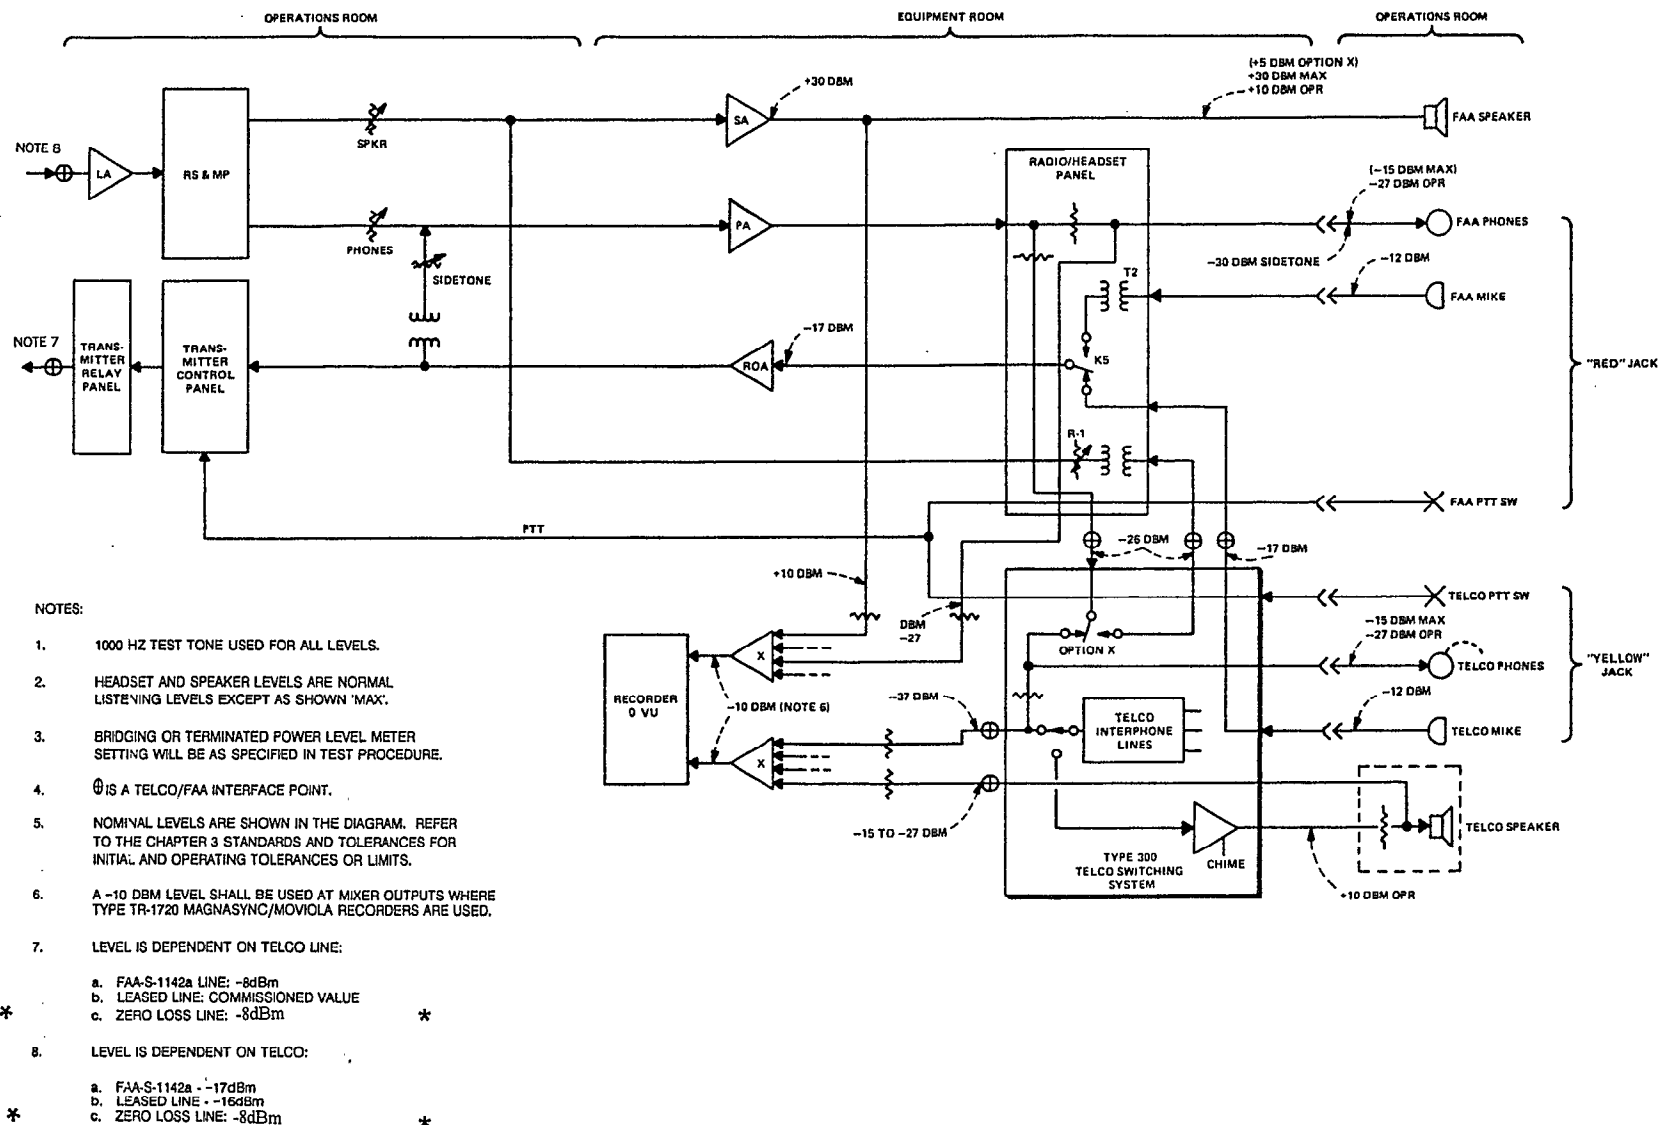 OPERATIONS ROOM
EQUIPMENT ROOM
OPERATIONS ROOM
+30 DBM
(+5 DBM OPTION X)
+30 DBM MAX
+10 DBM OPR
SA
FAA SPEAKER
SPKR
NOTE 8
LA
RS & MP
RADIO/HEADSET
PANEL
(-15 DBM MAX)
-27 DBM OPR
PHONES
PA
FAA PHONES
-30 DBM SIDETONE
-12 DBM
SIDETONE
T2
FAA MIKE
NOTE 7
TRANS-
MITTER
RELAY
PANEL
TRANS-
MITTER
CONTROL
PANEL
-17 DBM
ROA
K5
"RED" JACK
R-1
FAA PTT SW
PTT
-26 DBM
-17 DBM
+10 DBM
DBM
-27
TELCO PTT SW
-15 DBM MAX
-27 DBM OPR
OPTION X
TELCO PHONES
"YELLOW"
JACK
X
RECORDER
0 VU
-10 DBM (NOTE 6)
-37 DBM
TELCO
INTERPHONE
LINES
-12 DBM
TELCO MIKE
X
-15 TO -27 DBM
CHIME
TYPE 300
TELCO SWITCHING
SYSTEM
TELCO SPEAKER
+10 DBM OPR
NOTES:
1. 1000 HZ TEST TONE USED FOR ALL LEVELS.
2. HEADSET AND SPEAKER LEVELS ARE NORMAL
LISTENING LEVELS EXCEPT AS SHOWN 'MAX'.
3. BRIDGING OR TERMINATED POWER LEVEL METER
SETTING WILL BE AS SPECIFIED IN TEST PROCEDURE.
4. ⊕ IS A TELCO/FAA INTERFACE POINT.
5. NOMINAL LEVELS ARE SHOWN IN THE DIAGRAM. REFER
TO THE CHAPTER 3 STANDARDS AND TOLERANCES FOR
INITIAL AND OPERATING TOLERANCES OR LIMITS.
6. A -10 DBM LEVEL SHALL BE USED AT MIXER OUTPUTS WHERE
TYPE TR-1720 MAGNASYNC/MOVIOLA RECORDERS ARE USED.
7. LEVEL IS DEPENDENT ON TELCO LINE:
a. FAA-S-1142a LINE: -8dBm
b. LEASED LINE: COMMISSIONED VALUE
* c. ZERO LOSS LINE: -8dBm *
8. LEVEL IS DEPENDENT ON TELCO:
a. FAA-S-1142a - -17dBm
b. LEASED LINE - -16dBm
* c. ZERO LOSS LINE: -8dBm *